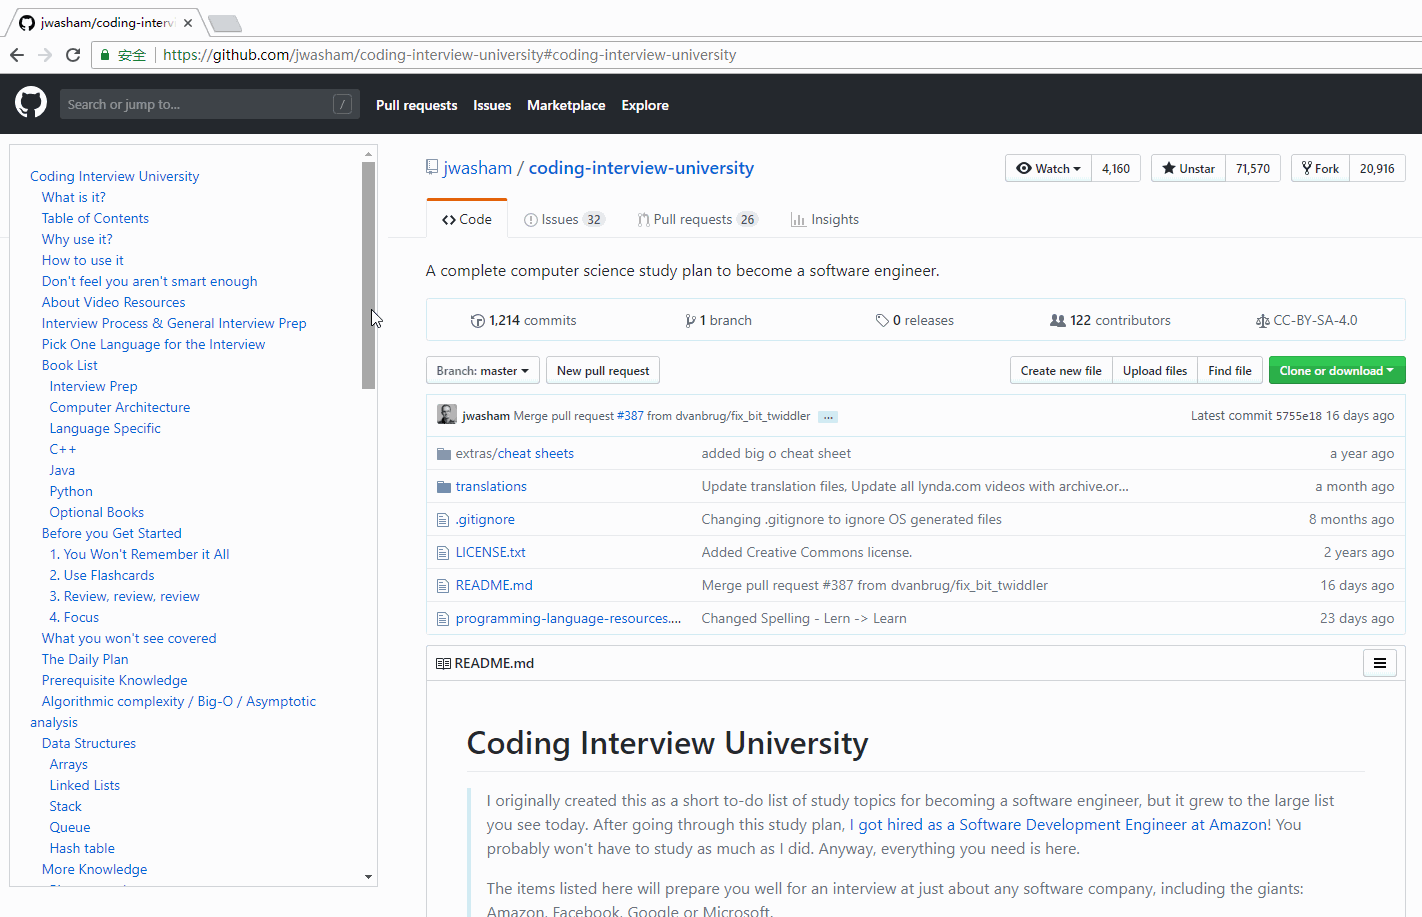 jwasham/coding-interv
安全 https://github.com/jwasham/coding-interview-university#coding-interview-university
Search or jump to... / Pull requests Issues Marketplace Explore
Coding Interview University
What is it?
Table of Contents
Why use it?
How to use it
Don't feel you aren't smart enough
About Video Resources
Interview Process & General Interview Prep
Pick One Language for the Interview
Book List
Interview Prep
Computer Architecture
Language Specific
C++
Java
Python
Optional Books
Before you Get Started
1. You Won't Remember it All
2. Use Flashcards
3. Review, review, review
4. Focus
What you won't see covered
The Daily Plan
Prerequisite Knowledge
Algorithmic complexity / Big-O / Asymptotic
analysis
Data Structures
Arrays
Linked Lists
Stack
Queue
Hash table
More Knowledge
jwasham / coding-interview-university
Watch 4,160 Unstar 71,570 Fork 20,916
Code Issues 32 Pull requests 26 Insights
A complete computer science study plan to become a software engineer.
1,214 commits 1 branch 0 releases 122 contributors CC-BY-SA-4.0
Branch: master New pull request Create new file Upload files Find file Clone or download
jwasham Merge pull request #387 from dvanbrug/fix_bit_twiddler ... Latest commit 5755e18 16 days ago
extras/cheat sheets added big o cheat sheet a year ago
translations Update translation files, Update all lynda.com videos with archive.or... a month ago
.gitignore Changing .gitignore to ignore OS generated files 8 months ago
LICENSE.txt Added Creative Commons license. 2 years ago
README.md Merge pull request #387 from dvanbrug/fix_bit_twiddler 16 days ago
programming-language-resources.... Changed Spelling - Lern -> Learn 23 days ago
README.md
Coding Interview University
I originally created this as a short to-do list of study topics for becoming a software engineer, but it grew to the large list
you see today. After going through this study plan, I got hired as a Software Development Engineer at Amazon! You
probably won't have to study as much as I did. Anyway, everything you need is here.
The items listed here will prepare you well for an interview at just about any software company, including the giants:
Amazon, Facebook, Google or Microsoft.